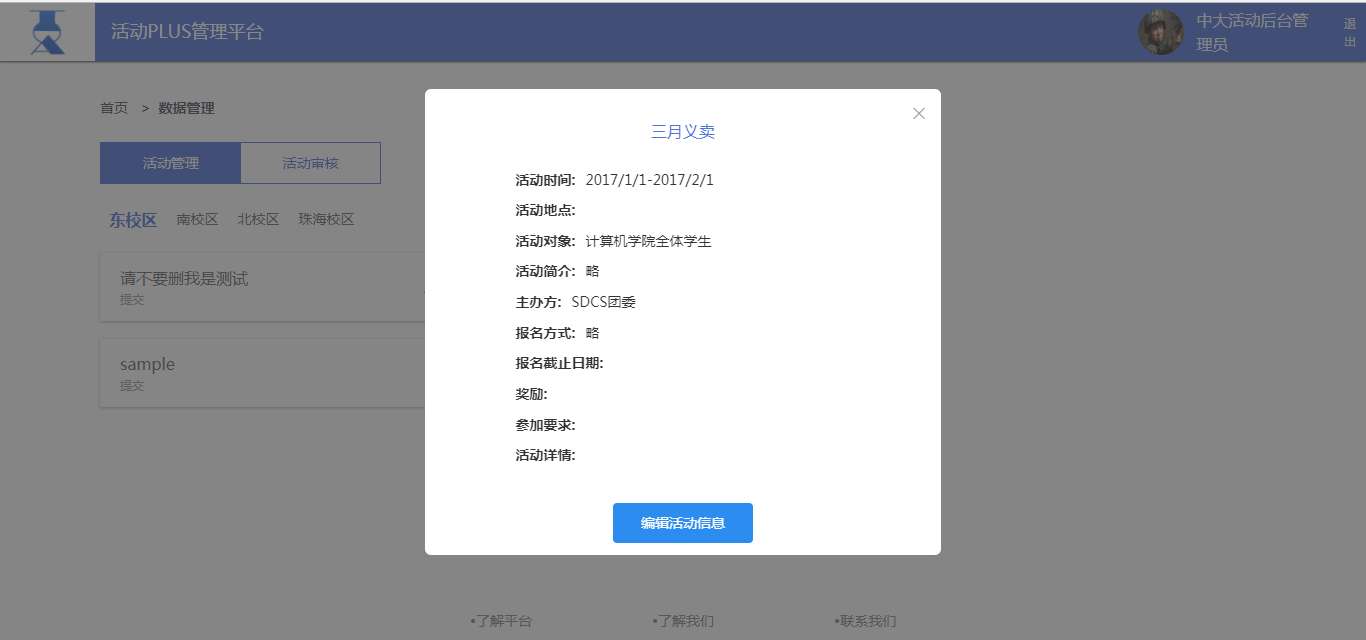 活动PLUS管理平台
中大活动后台管
理员
退
出
首页 > 数据管理
活动管理 活动审核
东校区 南校区 北校区 珠海校区
请不要删我是测试
提交
sample
提交
三月义卖
活动时间: 2017/1/1-2017/2/1
活动地点:
活动对象: 计算机学院全体学生
活动简介: 略
主办方: SDCS团委
报名方式: 略
报名截止日期:
奖励:
参加要求:
活动详情:
编辑活动信息
•了解平台 •了解我们 •联系我们